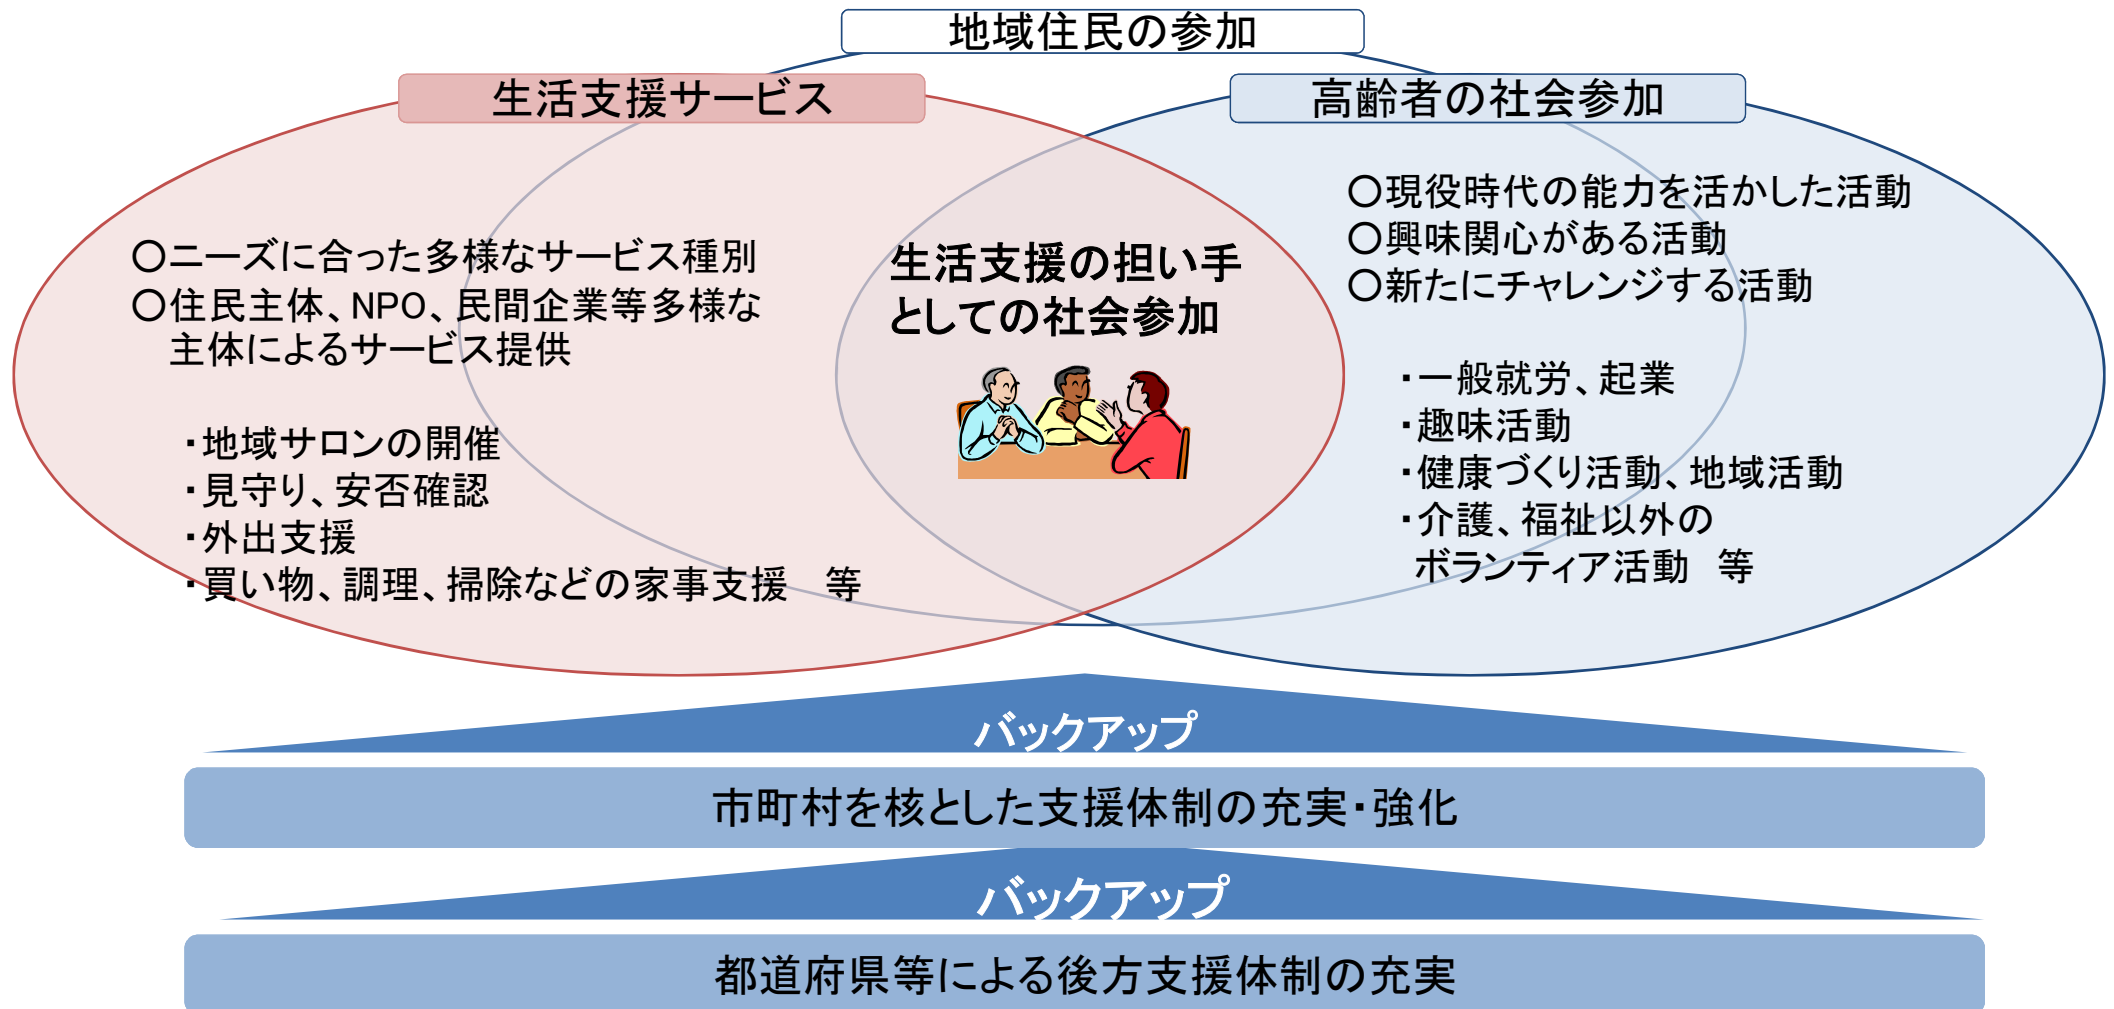 地域住民の参加
生活支援サービス
○ニーズに合った多様なサービス種別
○住民主体、NPO、民間企業等多様な
主体によるサービス提供
・地域サロンの開催
・見守り、安否確認
・外出支援
・買い物、調理、掃除などの家事支援　等
生活支援の担い手
としての社会参加
高齢者の社会参加
○現役時代の能力を活かした活動
○興味関心がある活動
○新たにチャレンジする活動
・一般就労、起業
・趣味活動
・健康づくり活動、地域活動
・介護、福祉以外の
ボランティア活動　等
バックアップ
市町村を核とした支援体制の充実・強化
バックアップ
都道府県等による後方支援体制の充実